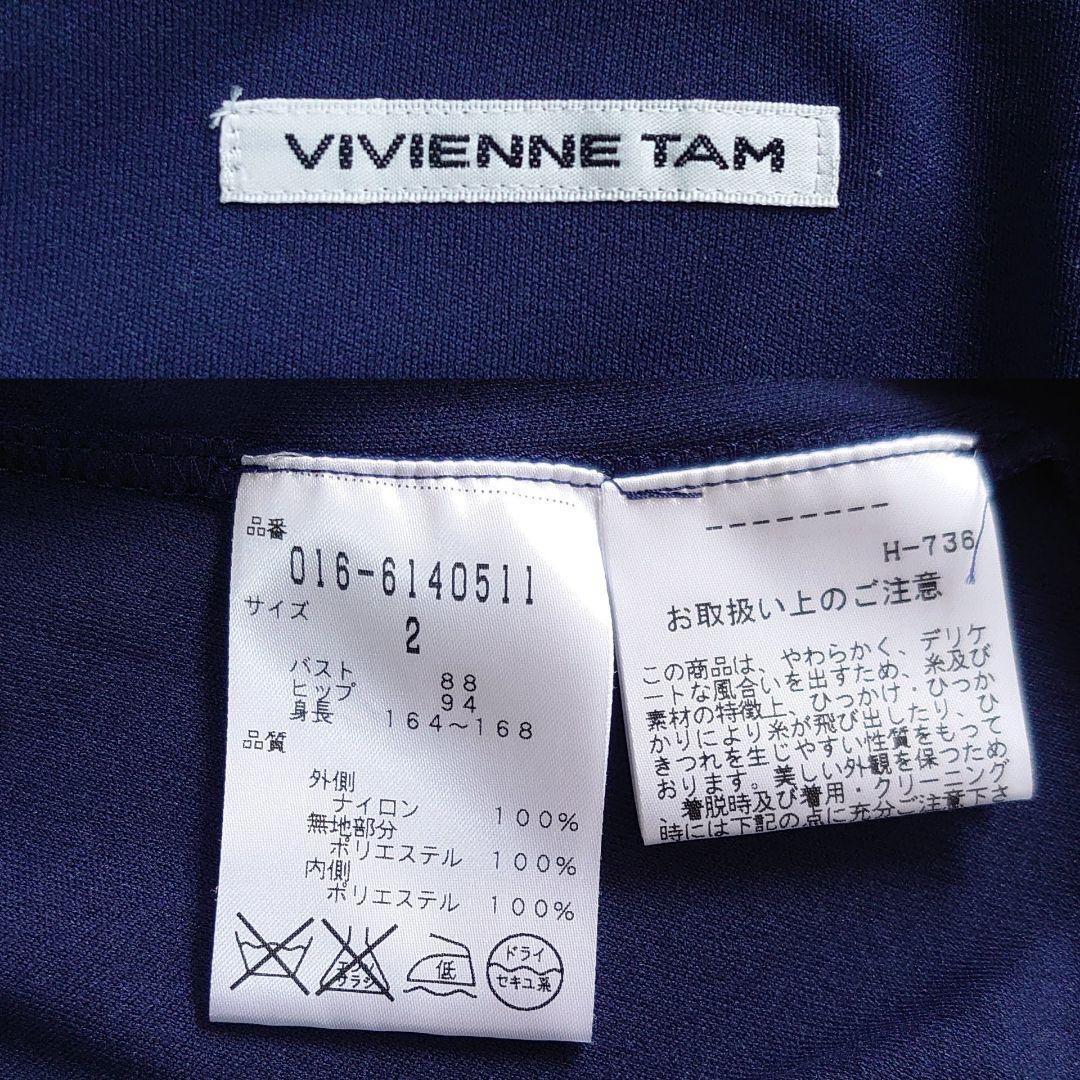 VIVIENNE TAM
品番
016-6140511
サイズ
2
バスト 88
ヒップ 94
身長 164～168
品質
外側
ナイロン 100%
無地部分
ポリエステル 100%
内側
ポリエステル 100%
エンソ
サラシ
低
ドライ
セキユ系
--------
H-736
お取扱い上のご注意
この商品は、やわらかく、デリケ
ートな風合いを出すため、糸及び
素材の特徴上、ひっかけ・ひっか
かりにより糸が飛び出したり、ひ
きつれを生じやすい性質をもって
おります。美しい外観を保つため
、着脱時及び着用・クリーニング
時には下記の点に充分ご注意下さ